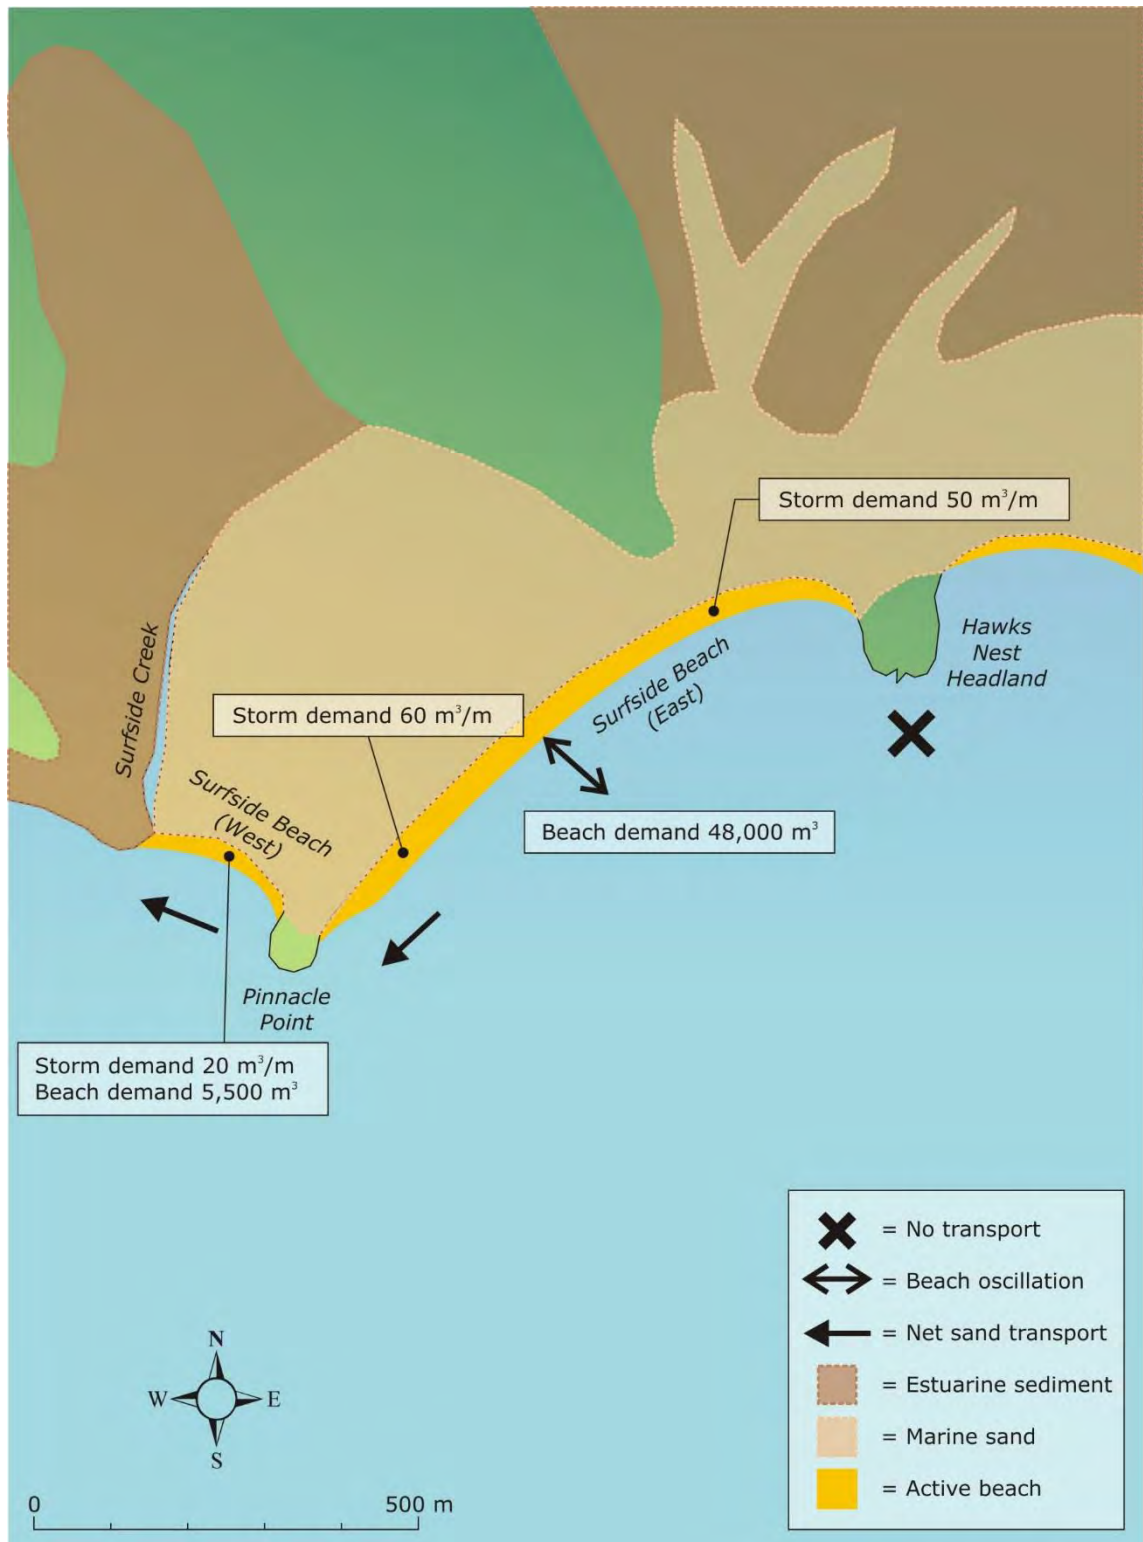 Storm demand 50 m³/m
Hawks
Nest
Headland
Surfside Creek
Surfside Beach
(East)
Storm demand 60 m³/m
Surfside Beach
(West)
Beach demand 48,000 m³
Pinnacle
Point
Storm demand 20 m³/m
Beach demand 5,500 m³
= No transport
= Beach oscillation
= Net sand transport
= Estuarine sediment
= Marine sand
= Active beach
N
W E
S
0 500 m